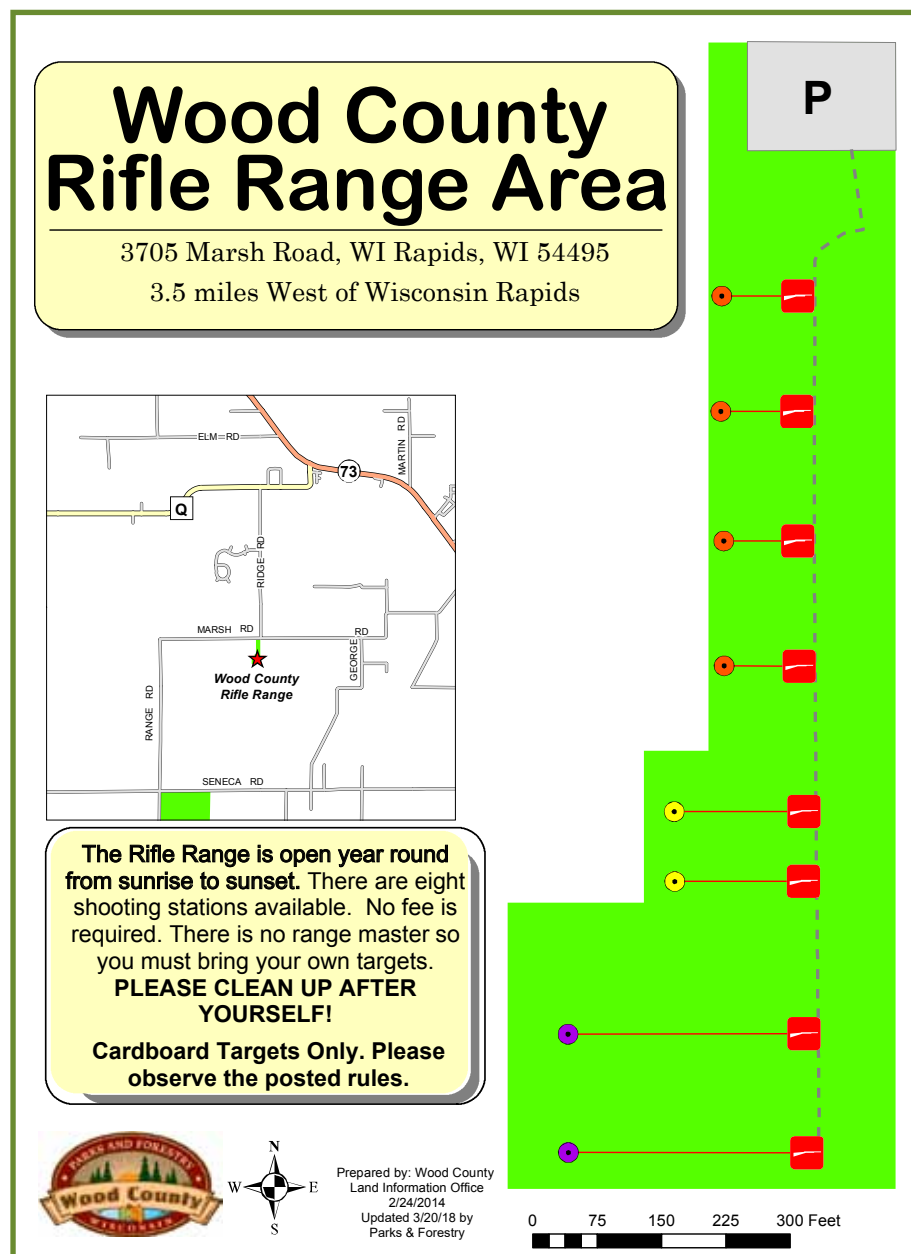 Wood County
Rifle Range Area
3705 Marsh Road, WI Rapids, WI 54495
3.5 miles West of Wisconsin Rapids
P
ELM RD
MARTIN RD
73
Q
RIDGE RD
MARSH RD
RD
GEORGE
Wood County
Rifle Range
RANGE RD
SENECA RD
The Rifle Range is open year round
from sunrise to sunset. There are eight
shooting stations available. No fee is
required. There is no range master so
you must bring your own targets.
PLEASE CLEAN UP AFTER
YOURSELF!
Cardboard Targets Only. Please
observe the posted rules.
PARKS AND FORESTRY
Wood County
WISCONSIN
N
W E
S
Prepared by: Wood County
Land Information Office
2/24/2014
Updated 3/20/18 by
Parks & Forestry
0 75 150 225 300 Feet